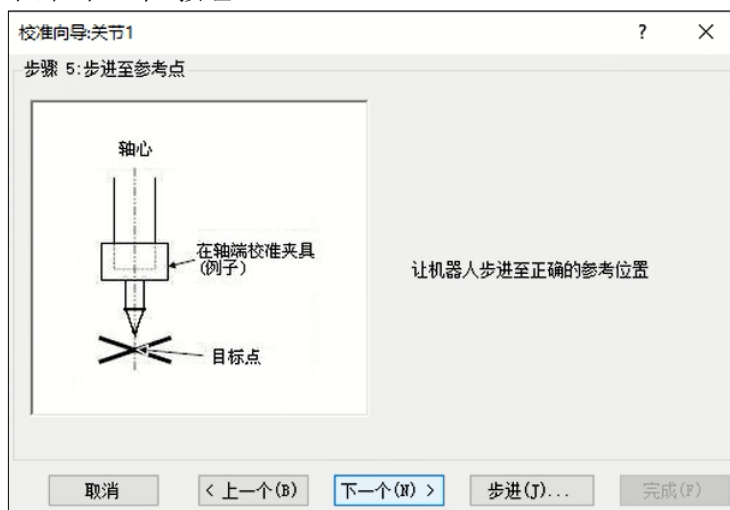 校准向导:关节1
?
步骤 5:步进至参考点
轴心
在轴端校准夹具
(例子)
目标点
让机器人步进至正确的参考位置
取消
< 上一个(B)
下一个(N) >
步进(J)...
完成(F)